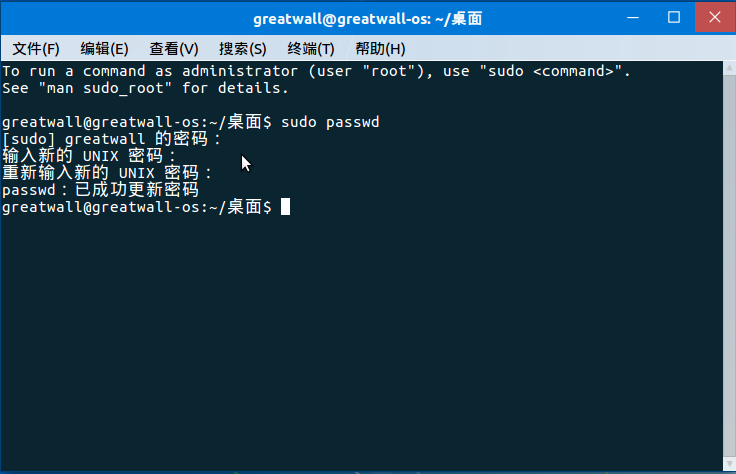 greatwall@greatwall-os: ~/桌面
文件(F) 编辑(E) 查看(V) 搜索(S) 终端(T) 帮助(H)
To run a command as administrator (user "root"), use "sudo <command>".
See "man sudo_root" for details.
greatwall@greatwall-os:~/桌面$ sudo passwd
[sudo] greatwall 的密码：
输入新的 UNIX 密码：
重新输入新的 UNIX 密码：
passwd：已成功更新密码
greatwall@greatwall-os:~/桌面$